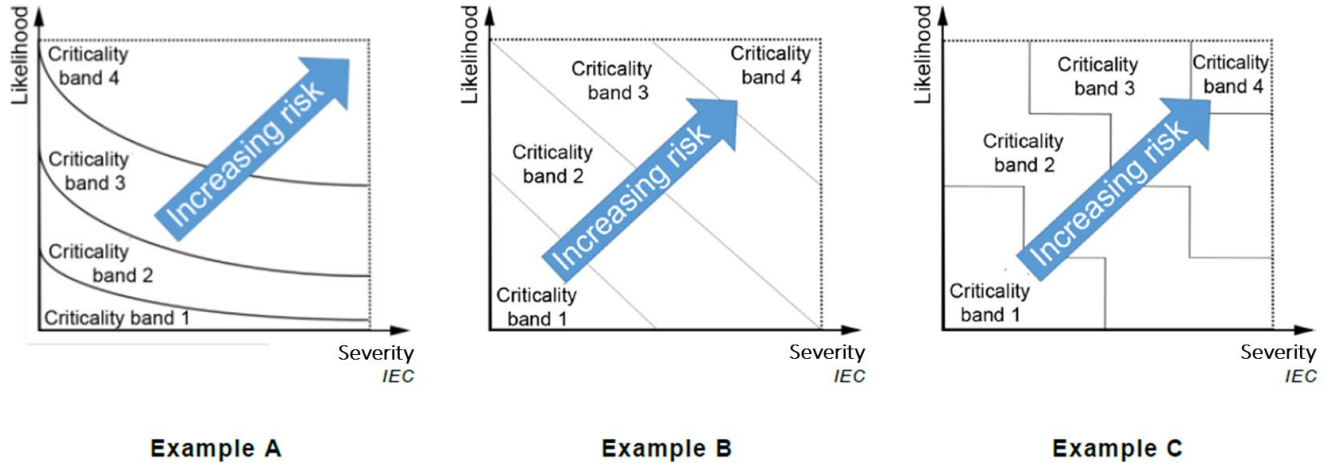 Likelihood
Criticality
band 4
Criticality
band 3
Criticality
band 2
Criticality band 1
Increasing risk
Severity
IEC
Example A
Likelihood
Criticality
band 4
Criticality
band 3
Criticality
band 2
Criticality
band 1
Increasing risk
Severity
IEC
Example B
Likelihood
Criticality
band 3
Criticality
band 4
Criticality
band 2
Criticality
band 1
Increasing risk
Severity
IEC
Example C